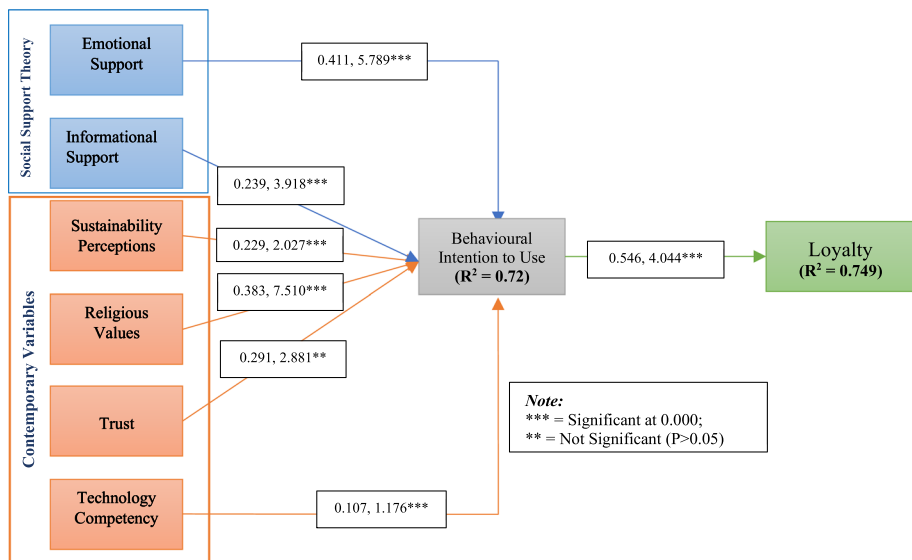 Social Support Theory
Emotional
Support
0.411, 5.789***
Informational
Support
0.239, 3.918***
Contemporary Variables
Sustainability
Perceptions
0.229, 2.027***
Religious
Values
0.383, 7.510***
Trust
0.291, 2.881**
Technology
Competency
0.107, 1.176***
Behavioural
Intention to Use
(R² = 0.72)
0.546, 4.044***
Loyalty
(R² = 0.749)
Note:
*** = Significant at 0.000;
** = Not Significant (P>0.05)